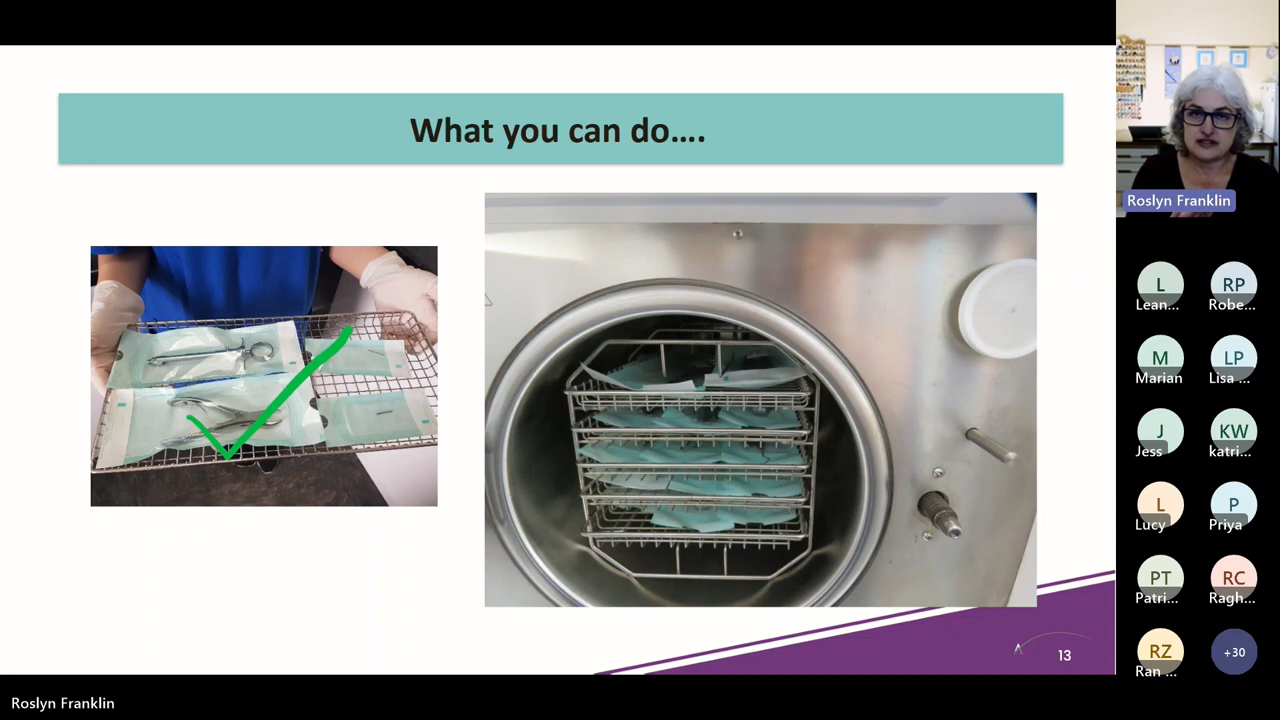 What you can do....
13
Roslyn Franklin
L
RP
Lean...
Robe...
M
LP
Marian
Lisa ...
J
KW
Jess
katri...
L
P
Lucy
Priya
PT
RC
Patri...
Ragh...
RZ
+30
Ran ...
Roslyn Franklin